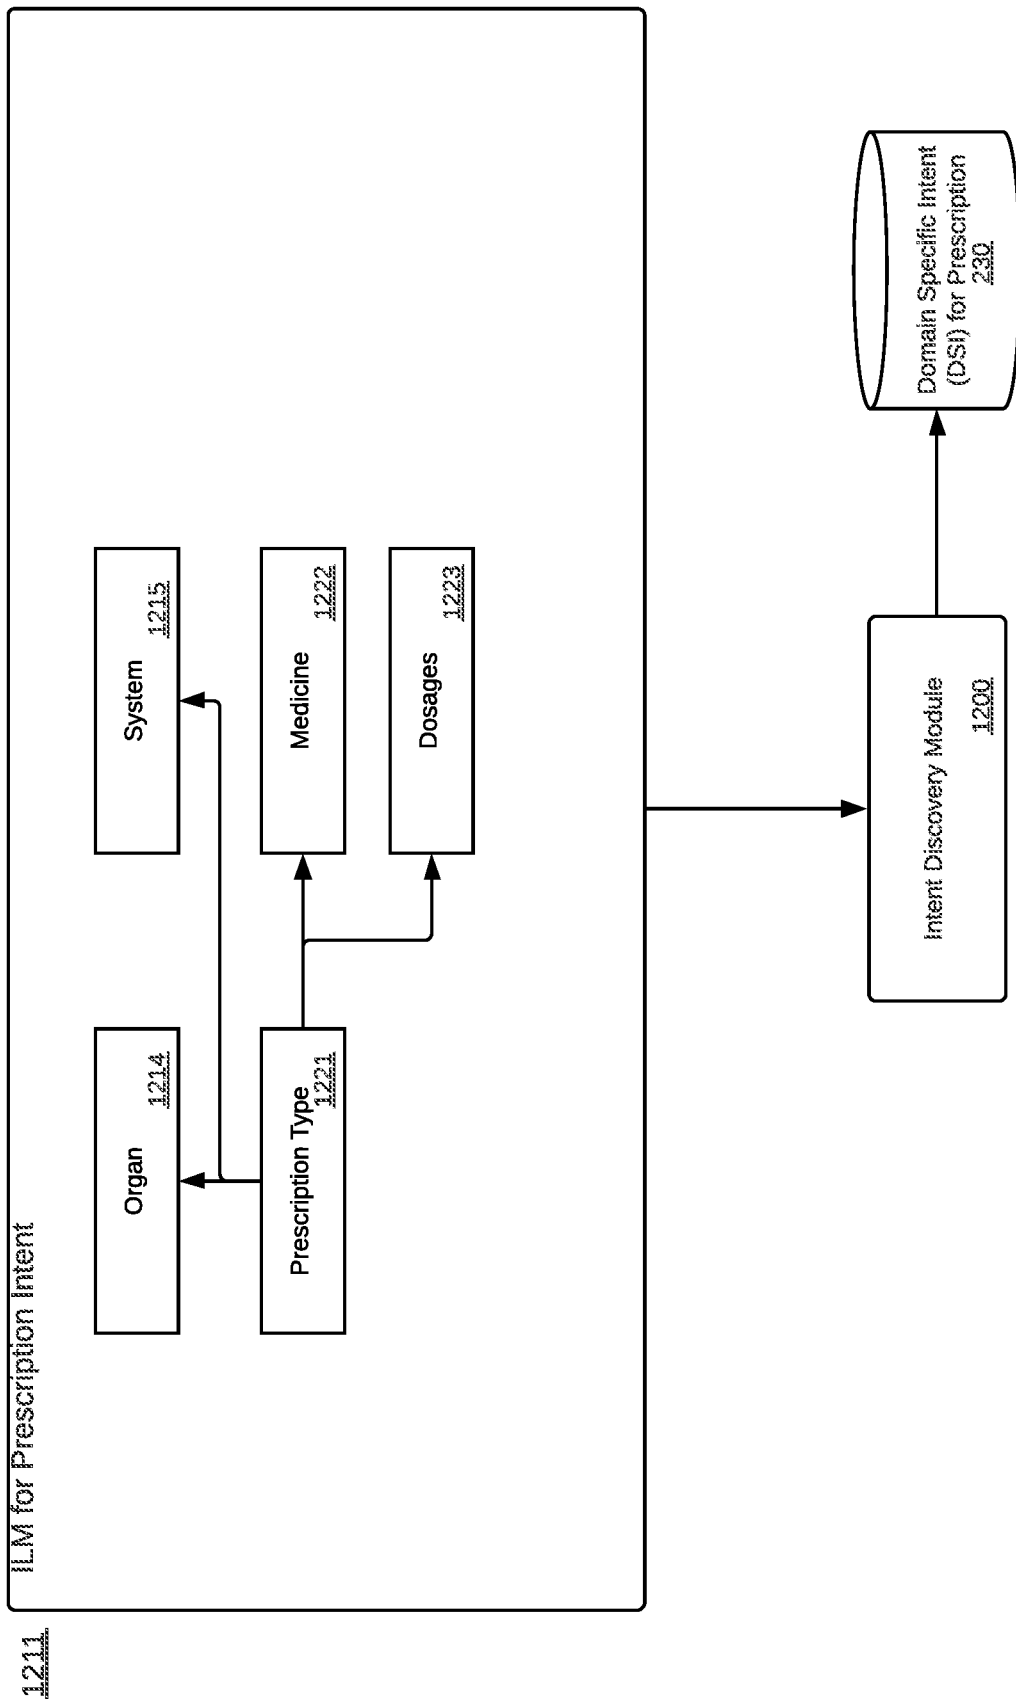 1211
ILM for Prescription Intent
Organ
1214
System
1215
Prescription Type
1221
Medicine
1222
Dosages
1223
Intent Discovery Module
1200
Domain Specific Intent
(DSI) for Prescription
230